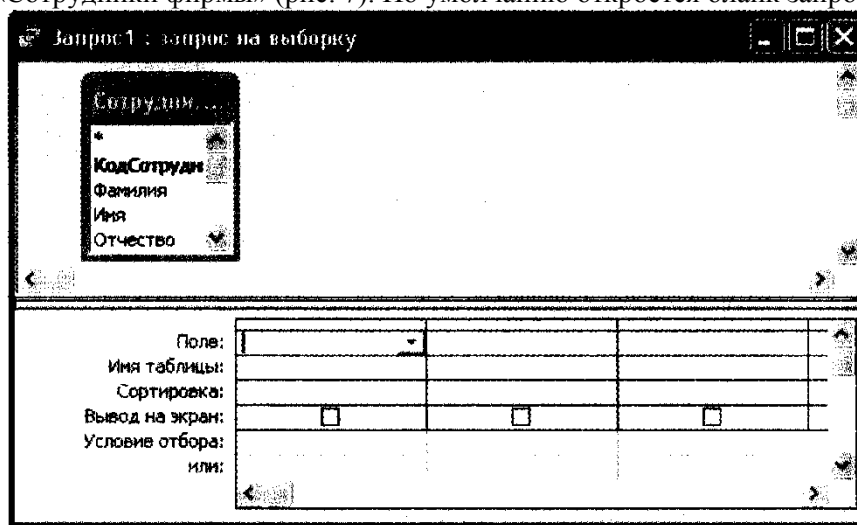 «Сотрудники фирмы» (рис. 7). По умолчанию откроется бланк запро
Запрос1 : запрос на выборку
Сотрудни...
*
КодСотрудн
Фамилия
Имя
Отчество
Поле:
Имя таблицы:
Сортировка:
Вывод на экран:
Условие отбора:
или: